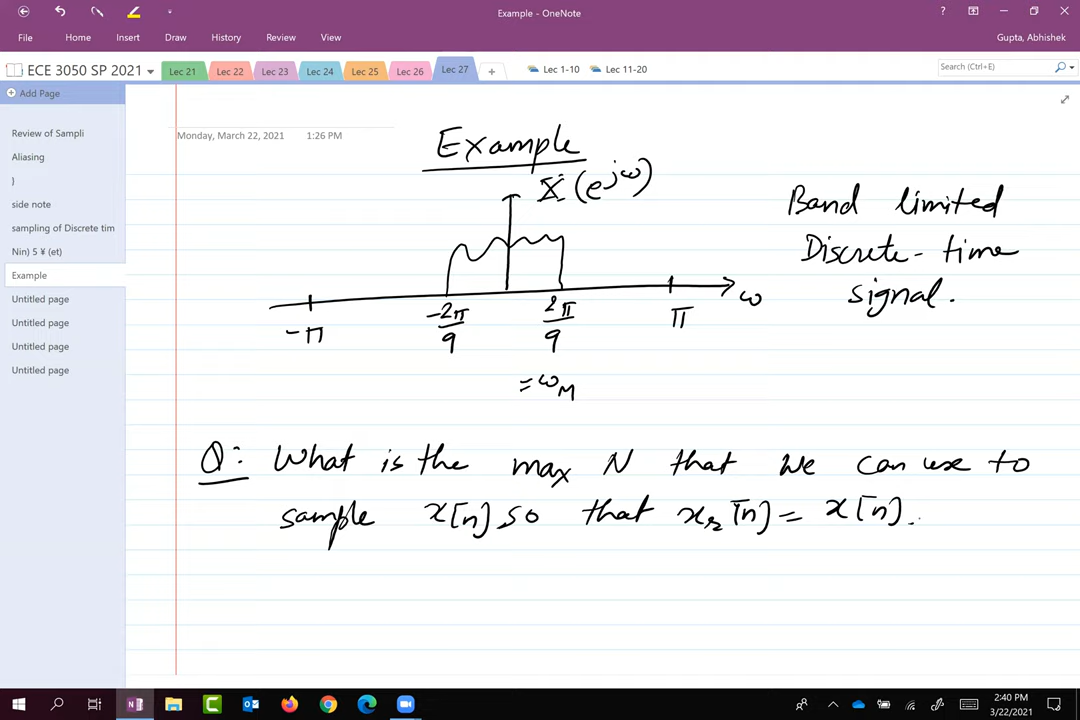 Example - OneNote
Gupta, Abhishek
File Home Insert Draw History Review View
ECE 3050 SP 2021
Lec 21 Lec 22 Lec 23 Lec 24 Lec 25 Lec 26 Lec 27 + Lec 1-10 Lec 11-20
Search (Ctrl+E)
Add Page
Review of Sampli
Aliasing
}
side note
sampling of Discrete tim
Nin) 5 ¥ (et)
Example
Untitled page
Untitled page
Untitled page
Untitled page
Monday, March 22, 2021 1:26 PM
Example
X(e^{jω})
Band limited
Discrete-time
signal.
-π
-2π/9
2π/9
π
ω
= ω_M
Q: What is the max N that we can use to
sample x[n] so that x_r[n] = x[n].
2:40 PM
3/22/2021